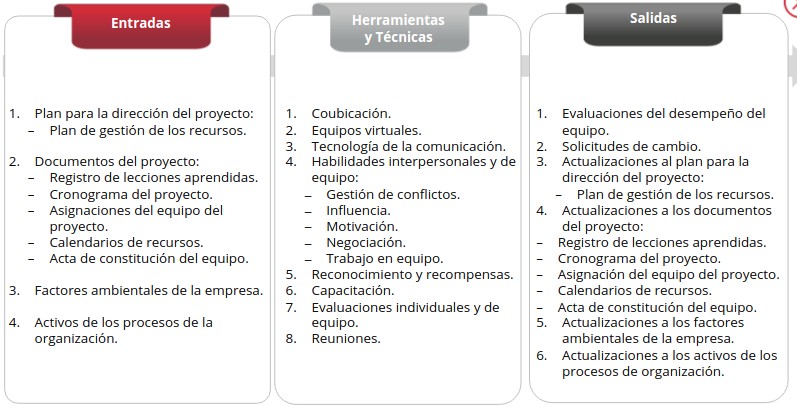 Entradas
1. Plan para la dirección del proyecto:
– Plan de gestión de los recursos.
2. Documentos del proyecto:
– Registro de lecciones aprendidas.
– Cronograma del proyecto.
– Asignaciones del equipo del
proyecto.
– Calendarios de recursos.
– Acta de constitución del equipo.
3. Factores ambientales de la empresa.
4. Activos de los procesos de la
organización.
Herramientas
y Técnicas
1. Coubicación.
2. Equipos virtuales.
3. Tecnología de la comunicación.
4. Habilidades interpersonales y de
equipo:
– Gestión de conflictos.
– Influencia.
– Motivación.
– Negociación.
– Trabajo en equipo.
5. Reconocimiento y recompensas.
6. Capacitación.
7. Evaluaciones individuales y de
equipo.
8. Reuniones.
Salidas
1. Evaluaciones del desempeño del
equipo.
2. Solicitudes de cambio.
3. Actualizaciones al plan para la
dirección del proyecto:
– Plan de gestión de los recursos.
4. Actualizaciones a los documentos
del proyecto:
– Registro de lecciones aprendidas.
– Cronograma del proyecto.
– Asignación del equipo del proyecto.
– Calendarios de recursos.
– Acta de constitución del equipo.
5. Actualizaciones a los factores
ambientales de la empresa.
6. Actualizaciones a los activos de los
procesos de organización.